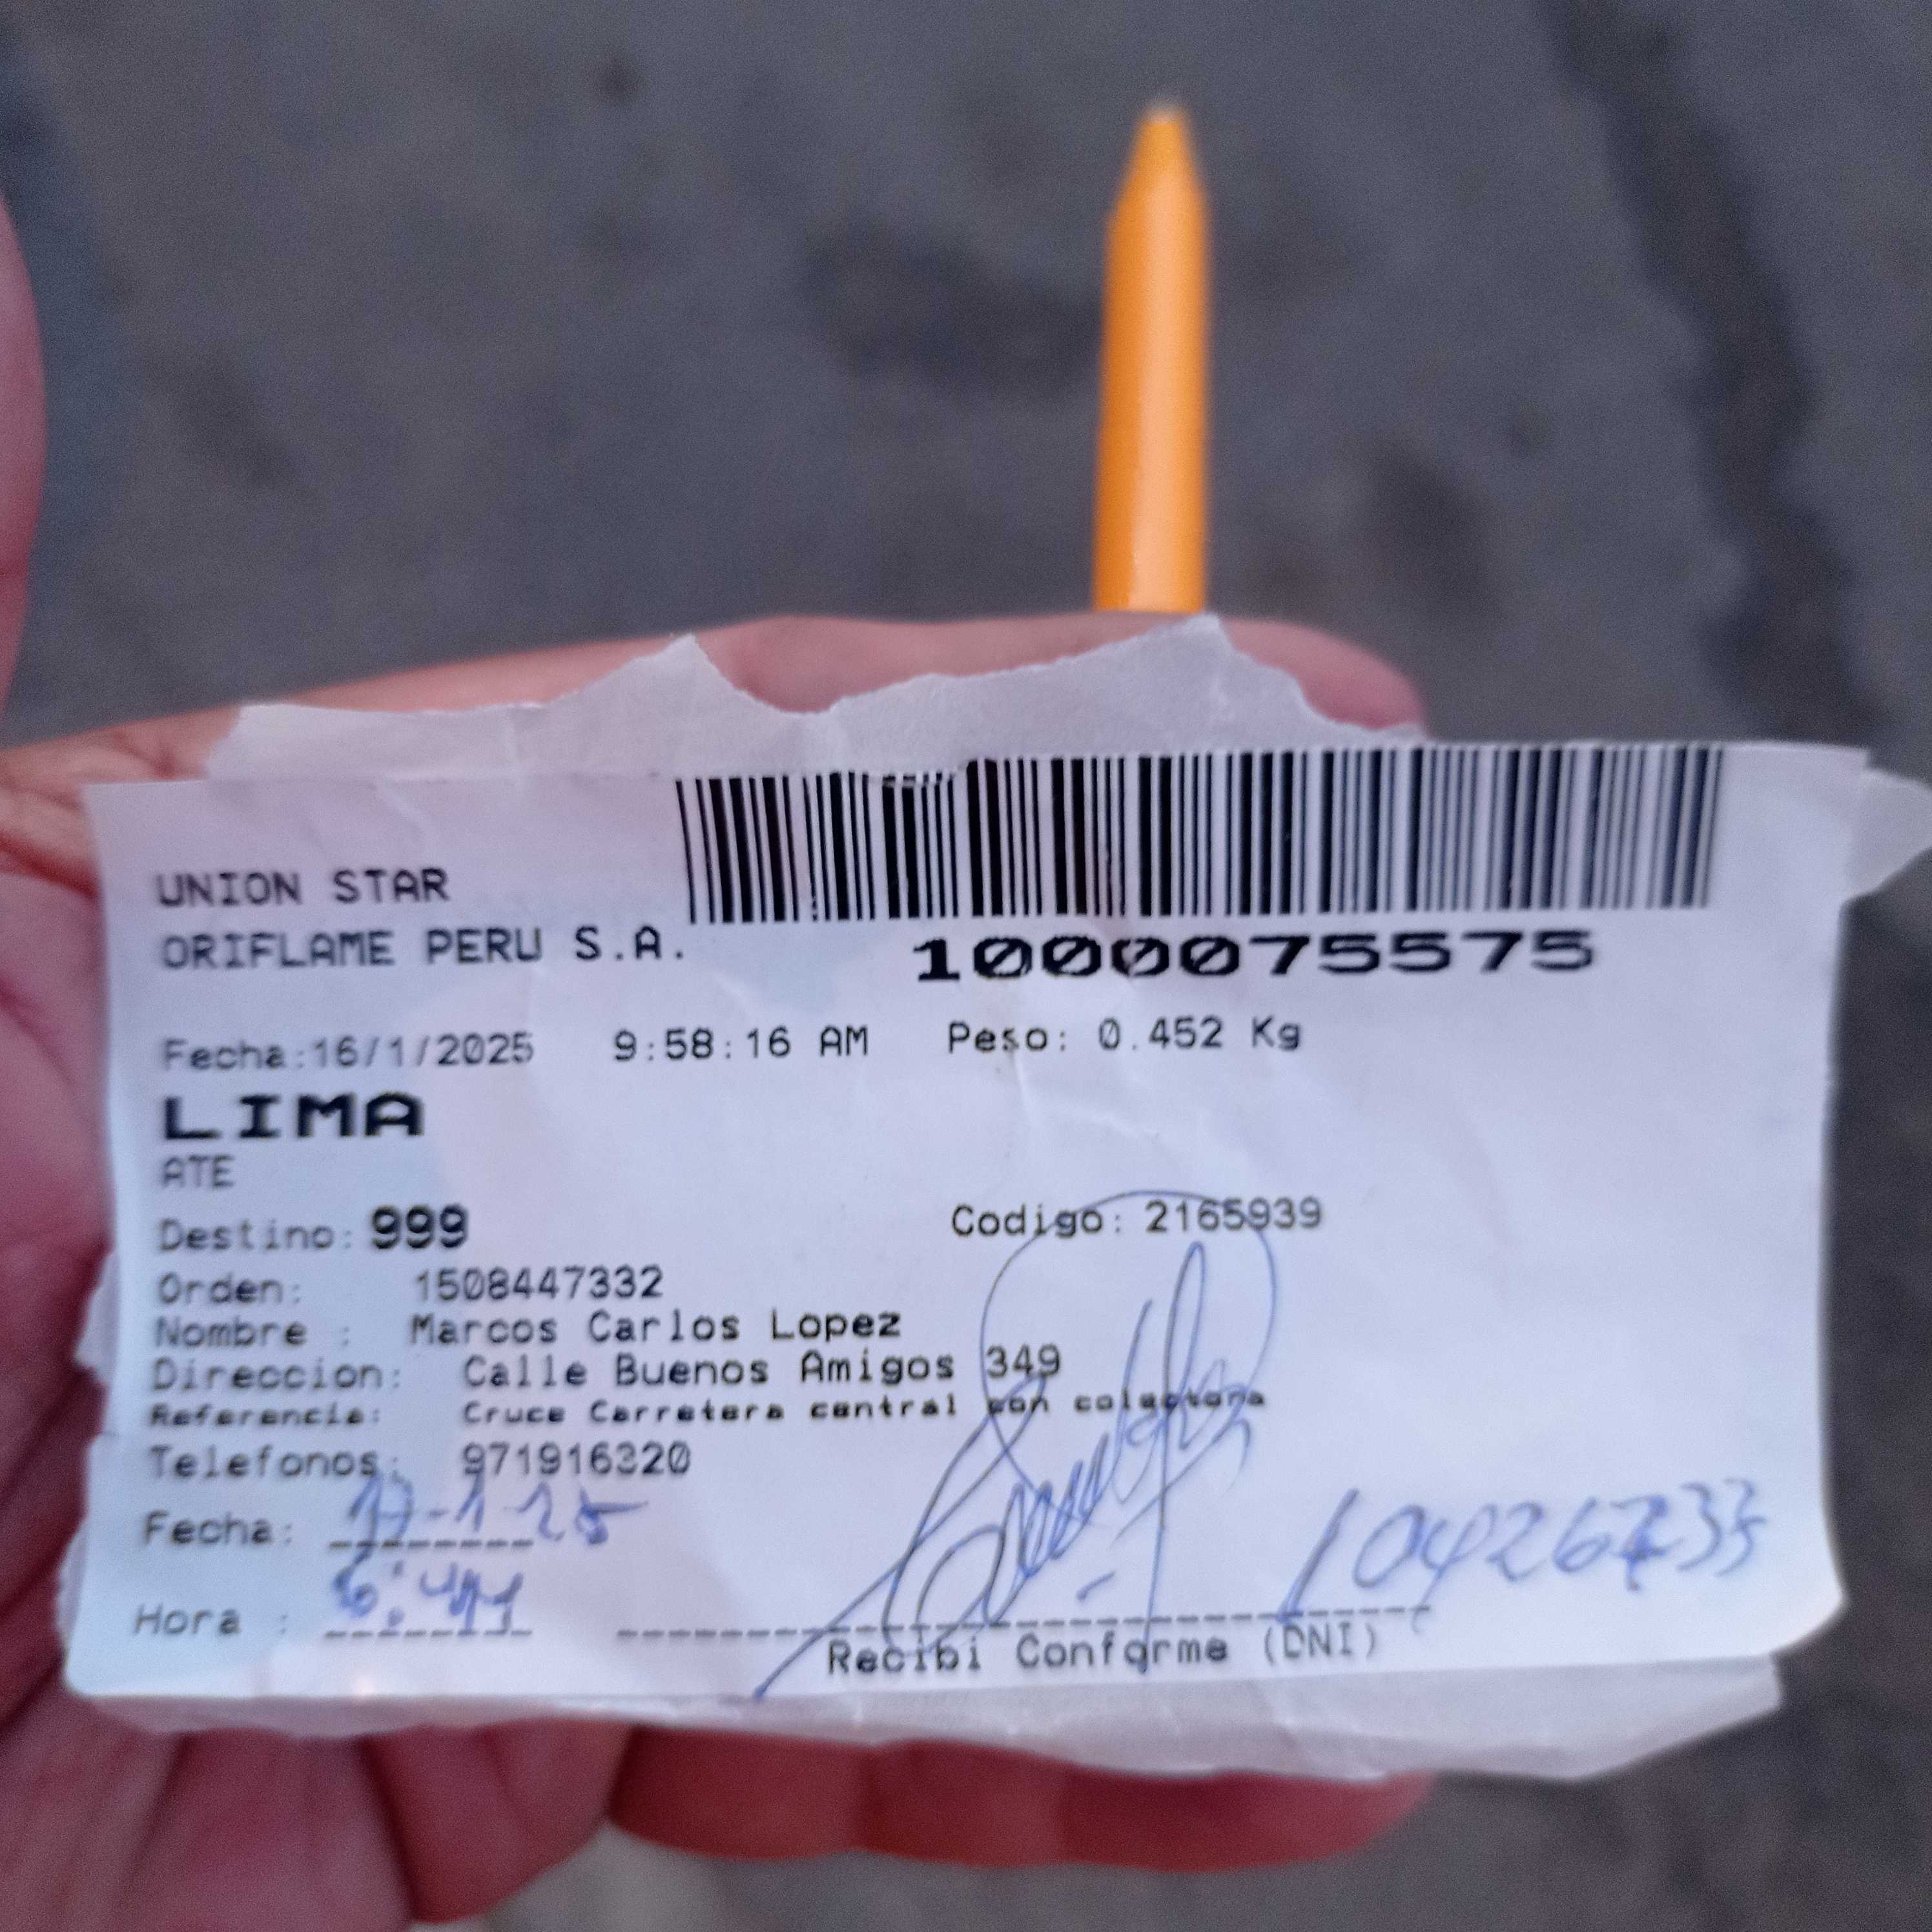 UNION STAR
ORIFLAME PERU S.A.
1000075575
Fecha:16/1/2025 9:58:16 AM Peso: 0.452 Kg
LIMA
ATE
Destino: 999 Codigo: 2165939
Orden: 1508447332
Nombre : Marcos Carlos Lopez
Direccion: Calle Buenos Amigos 349
Referencia: Cruce Carretera central con colectora
Telefonos: 971916320
Fecha: 17-1-25
Hora : 6:44
Recibi Conforme (DNI)